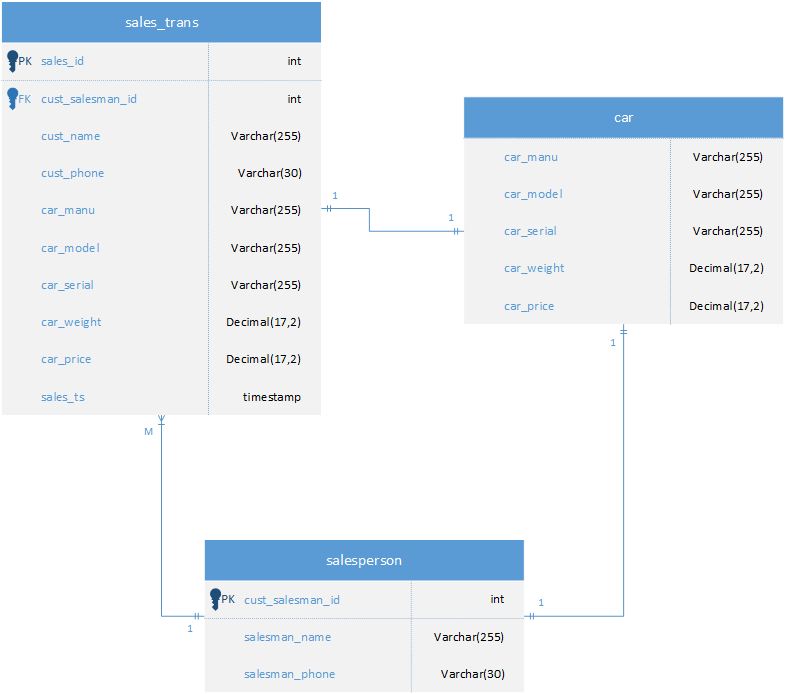 sales_trans
PK sales_id int
FK cust_salesman_id int
cust_name Varchar(255)
cust_phone Varchar(30)
car_manu Varchar(255)
car_model Varchar(255)
car_serial Varchar(255)
car_weight Decimal(17,2)
car_price Decimal(17,2)
sales_ts timestamp
car
car_manu Varchar(255)
car_model Varchar(255)
car_serial Varchar(255)
car_weight Decimal(17,2)
car_price Decimal(17,2)
1
1
1
M
salesperson
PK cust_salesman_id int
salesman_name Varchar(255)
salesman_phone Varchar(30)
1
1